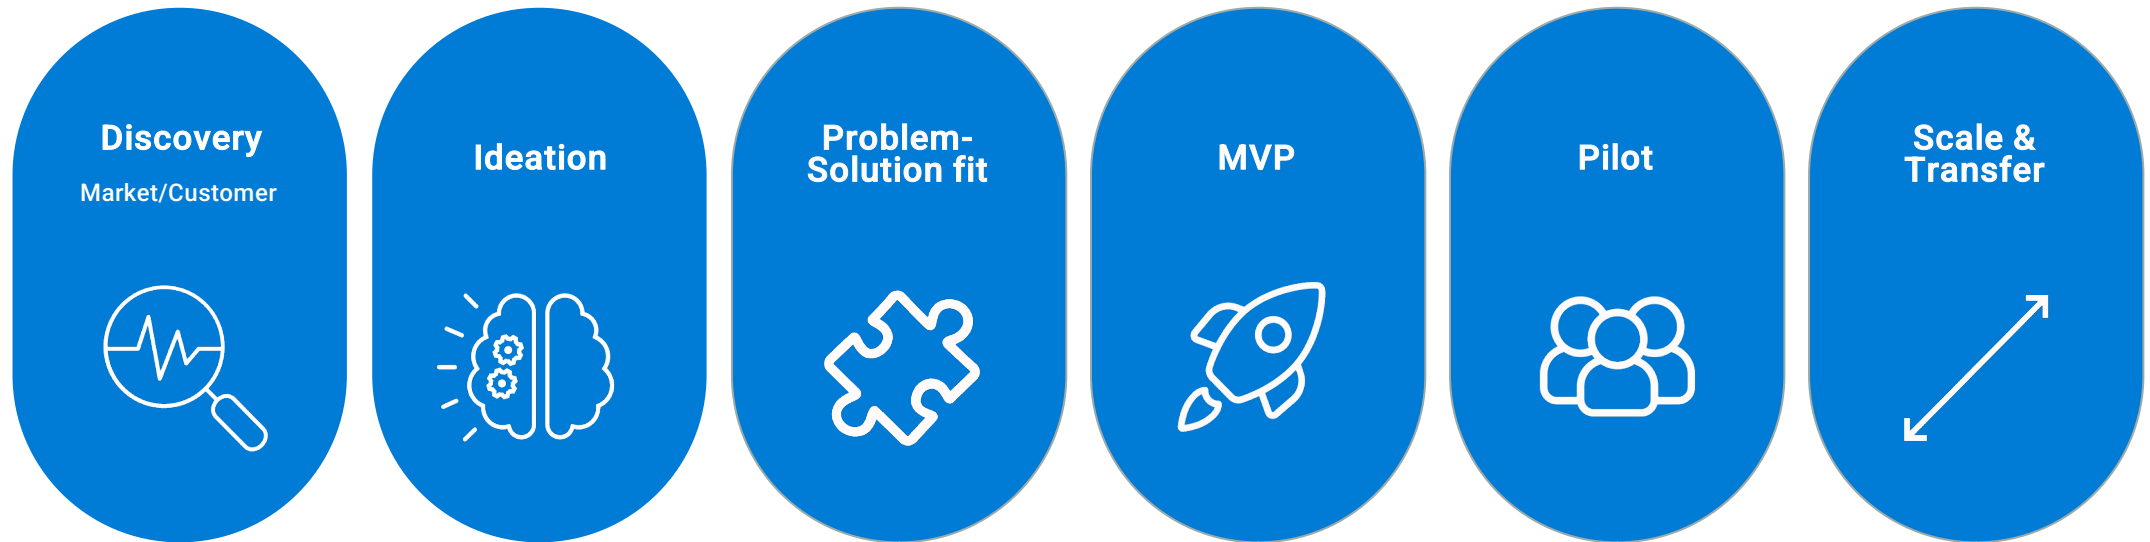 Discovery
Market/Customer
Ideation
Problem-
Solution fit
MVP
Pilot
Scale &
Transfer